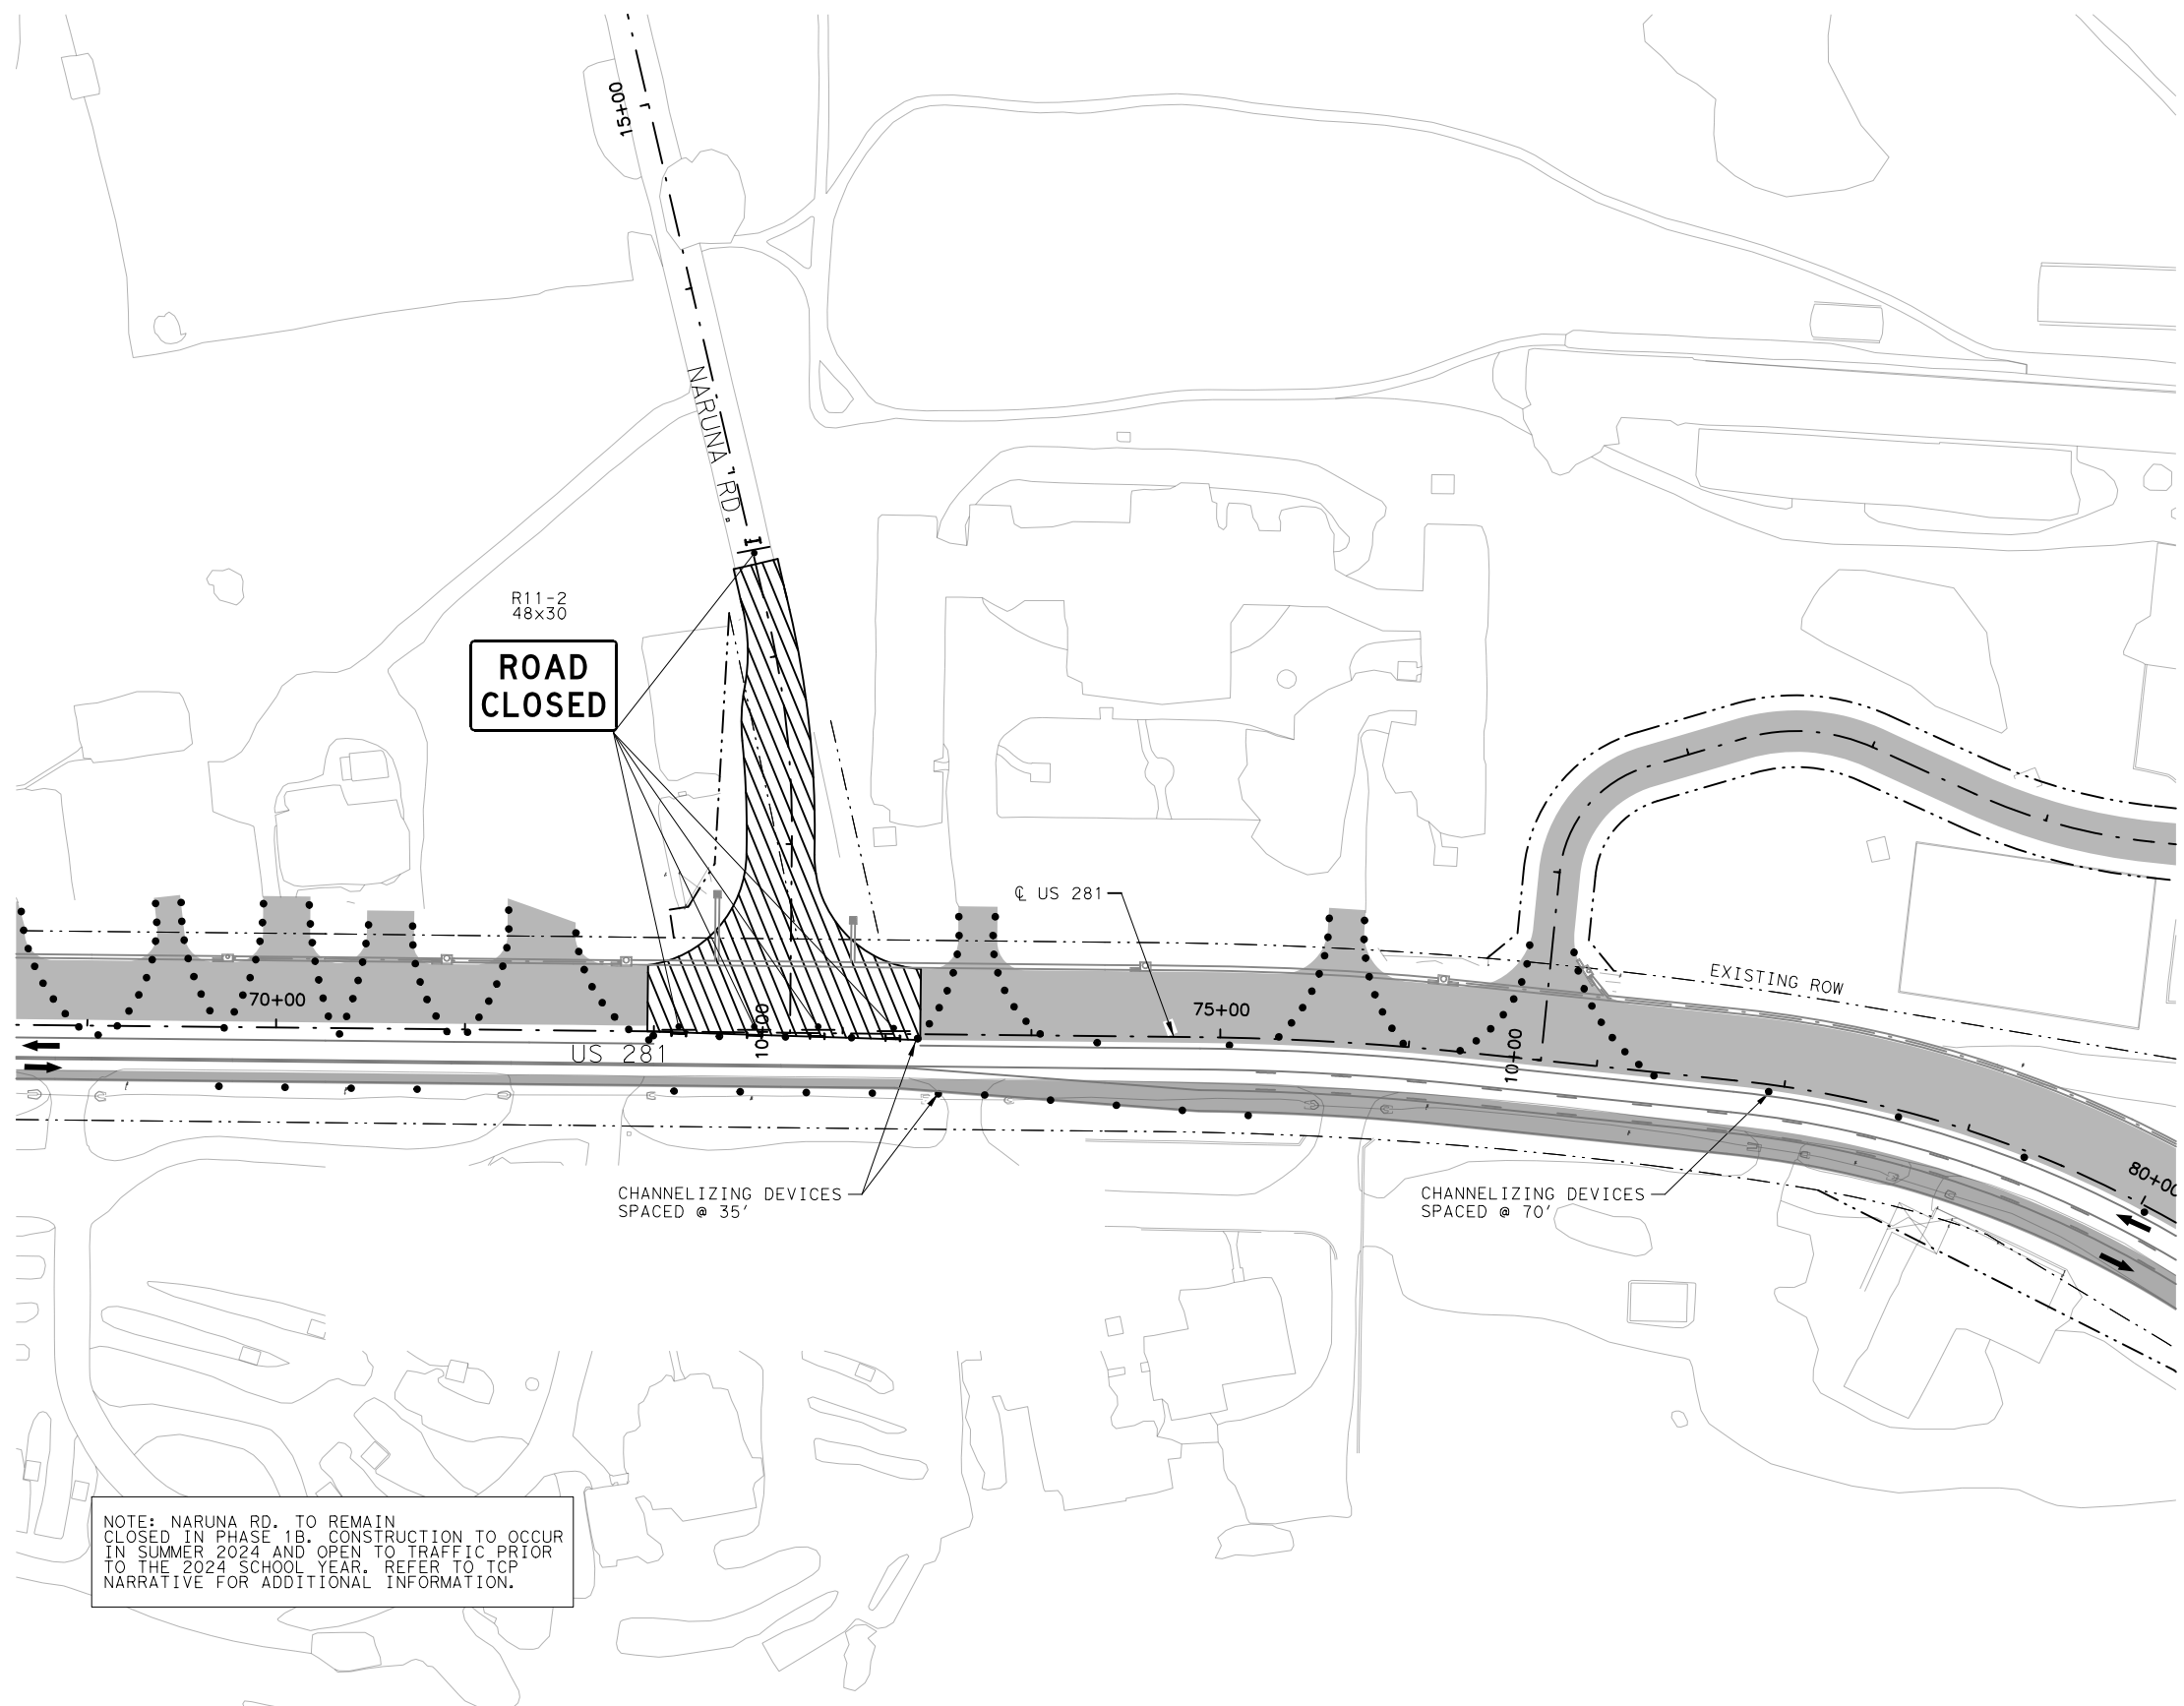 15+00
NARUNA RD.
R11-2
48x30
ROAD
CLOSED
℄ US 281
EXISTING ROW
70+00
75+00
10+00
10+00
US 281
80+00
CHANNELIZING DEVICES
SPACED @ 35'
CHANNELIZING DEVICES
SPACED @ 70'
NOTE: NARUNA RD. TO REMAIN
CLOSED IN PHASE 1B. CONSTRUCTION TO OCCUR
IN SUMMER 2024 AND OPEN TO TRAFFIC PRIOR
TO THE 2024 SCHOOL YEAR. REFER TO TCP
NARRATIVE FOR ADDITIONAL INFORMATION.